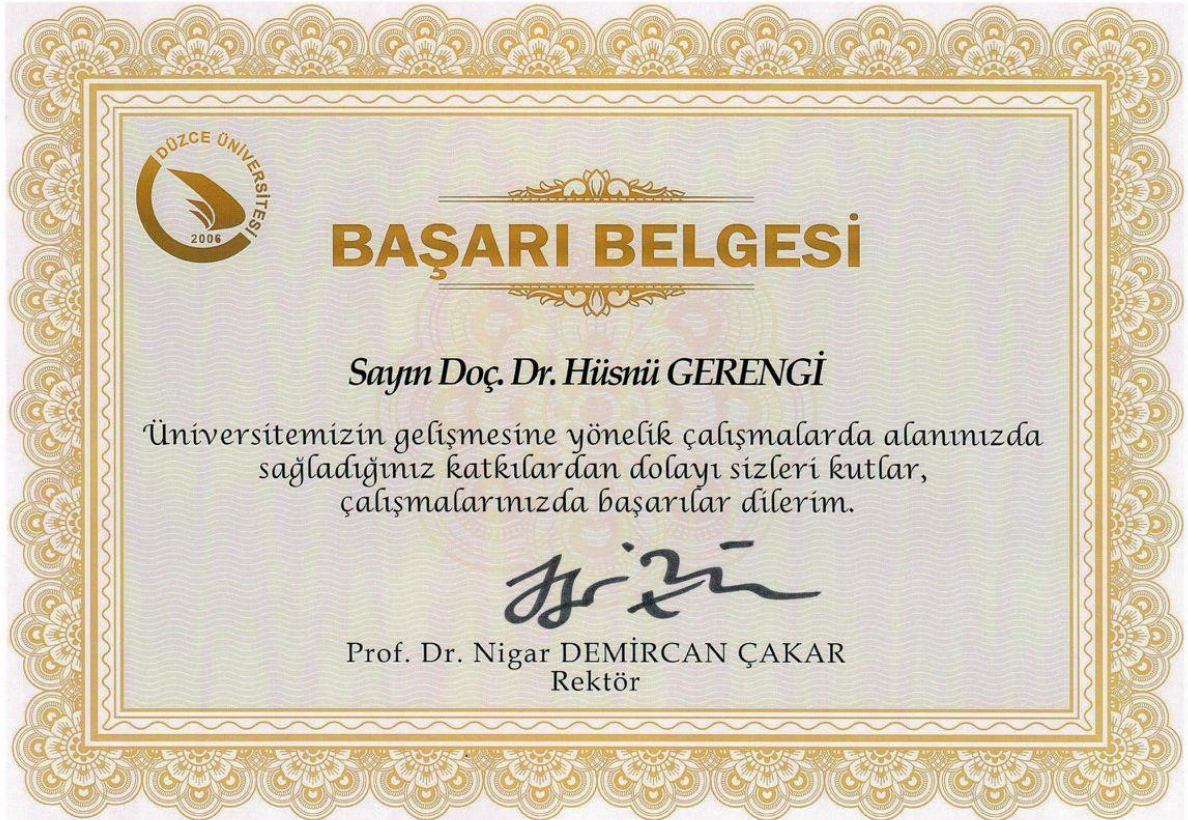 DÜZCE ÜNİVERSİTESİ
2006
BAŞARI BELGESİ
Sayın Doç. Dr. Hüsnü GERENGİ
Üniversitemizin gelişmesine yönelik çalışmalarda alanınızda
sağladığınız katkılardan dolayı sizleri kutlar,
çalışmalarınızda başarılar dilerim.
Prof. Dr. Nigar DEMİRCAN ÇAKAR
Rektör